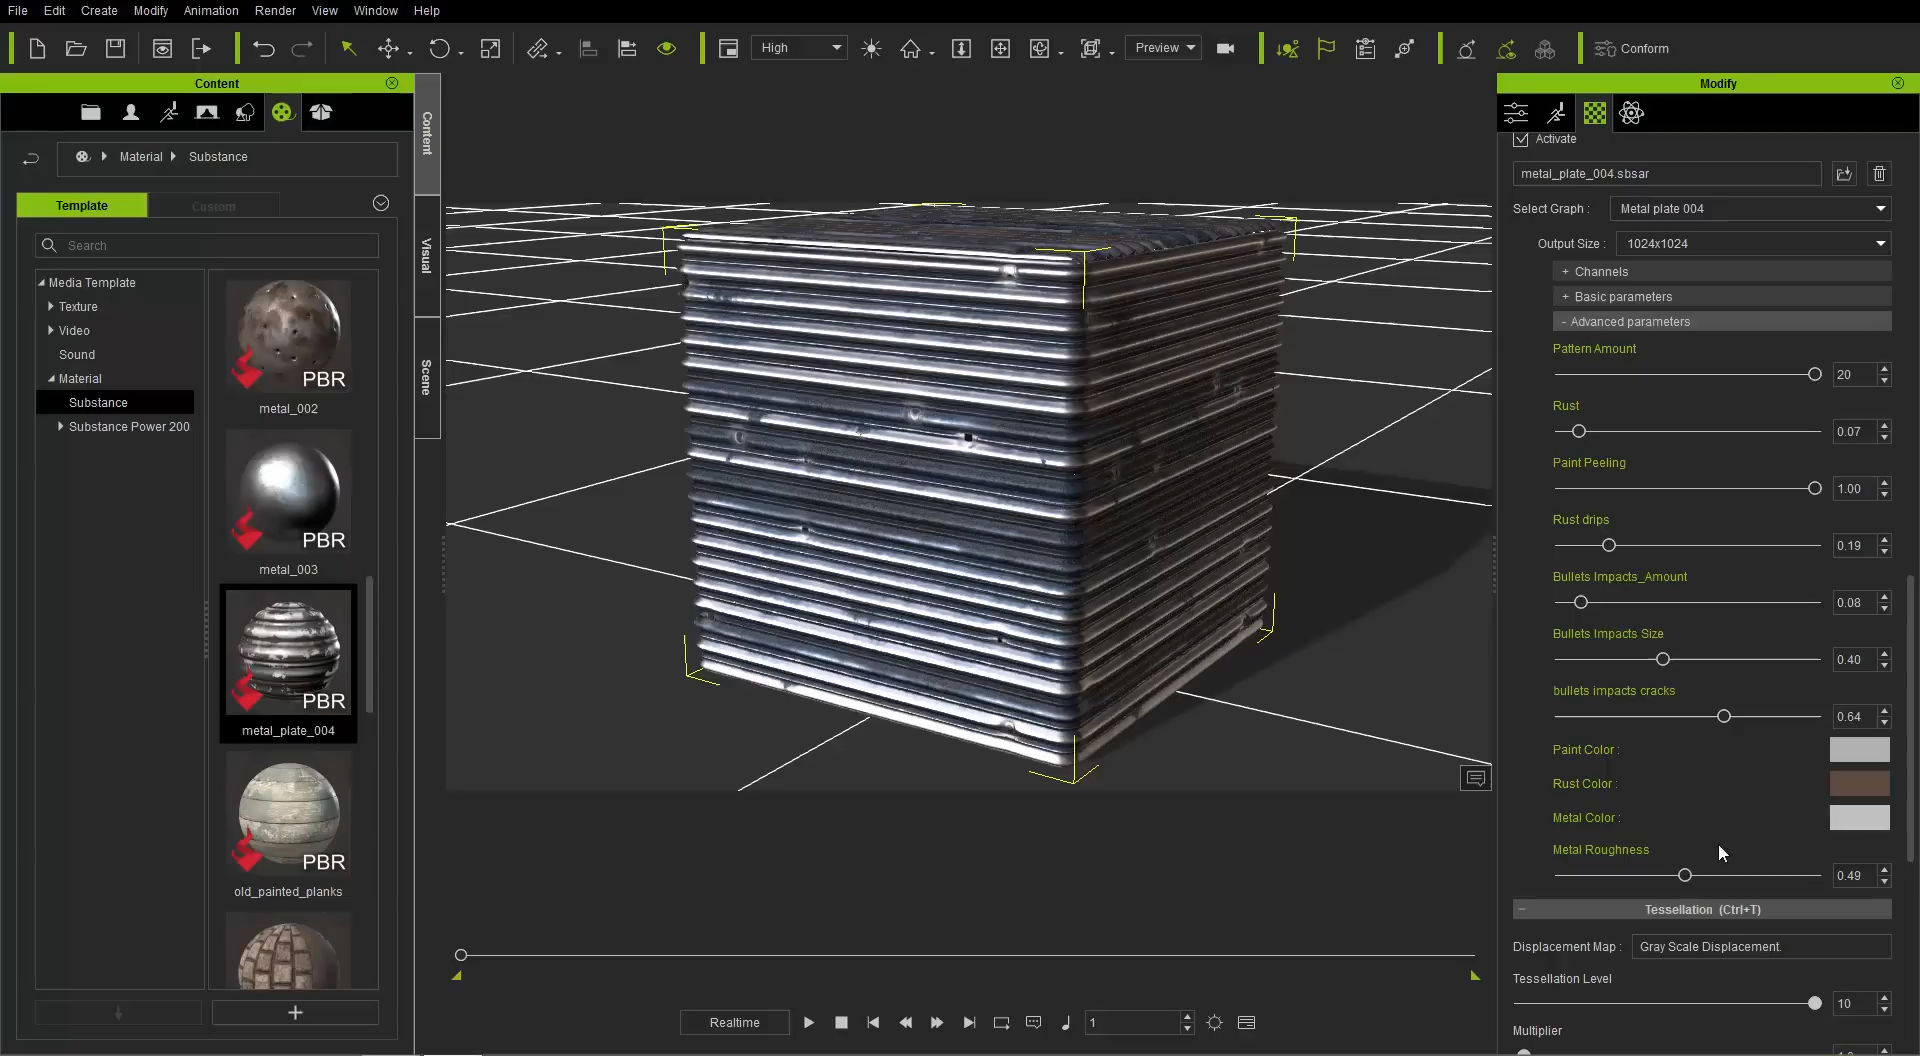 File Edit Create Modify Animation Render View Window Help
High Preview Conform
Content
Material Substance
Template Custom
Search
Media Template
Texture
Video
Sound
Material
Substance
Substance Power 200
PBR
metal_002
PBR
metal_003
PBR
metal_plate_004
PBR
old_painted_planks
Content
Visual
Scene
Realtime 1
Modify
Activate
metal_plate_004.sbsar
Select Graph : Metal plate 004
Output Size : 1024x1024
+ Channels
+ Basic parameters
- Advanced parameters
Pattern Amount
20
Rust
0.07
Paint Peeling
1.00
Rust drips
0.19
Bullets Impacts_Amount
0.08
Bullets Impacts Size
0.40
bullets impacts cracks
0.64
Paint Color :
Rust Color :
Metal Color :
Metal Roughness
0.49
Tessellation (Ctrl+T)
Displacement Map : Gray Scale Displacement.
Tessellation Level
10
Multiplier